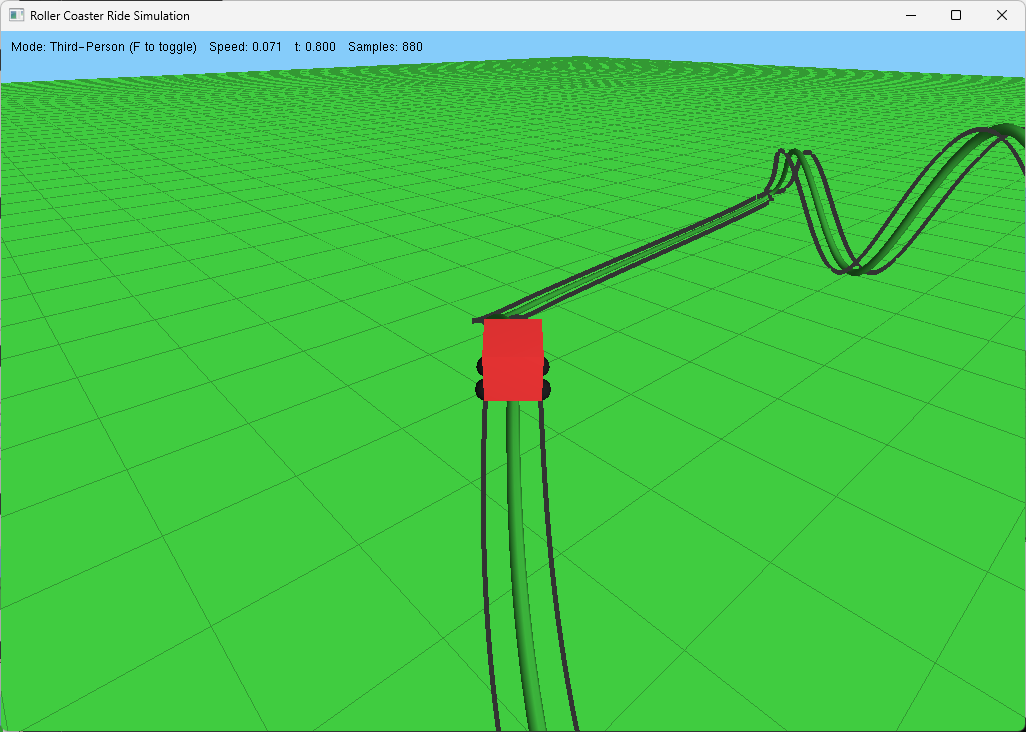 Roller Coaster Ride Simulation
Mode: Third-Person (F to toggle) Speed: 0.071 t: 0.800 Samples: 880